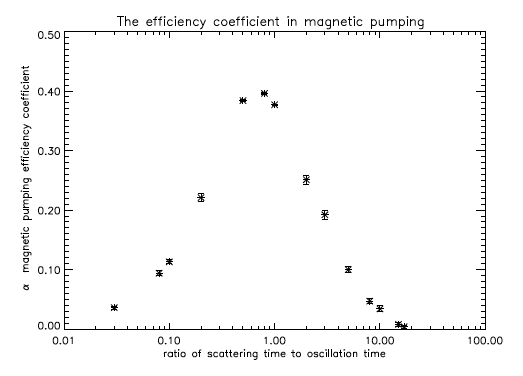 The efficiency coefficient in magnetic pumping
α magnetic pumping efficiency coefficient
0.50
0.40
0.30
0.20
0.10
0.00
0.01 0.10 1.00 10.00 100.00
ratio of scattering time to oscillation time